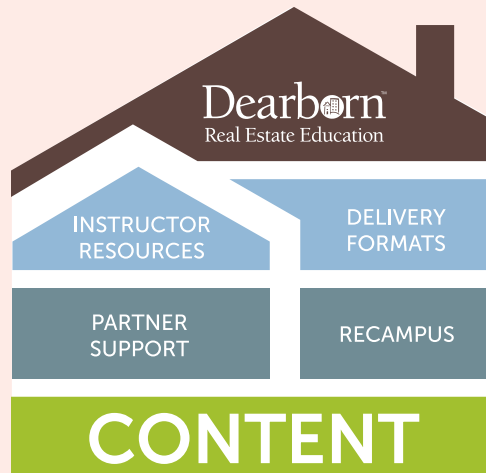 Dearborn™
Real Estate Education
INSTRUCTOR
RESOURCES
DELIVERY
FORMATS
PARTNER
SUPPORT
RECAMPUS
CONTENT